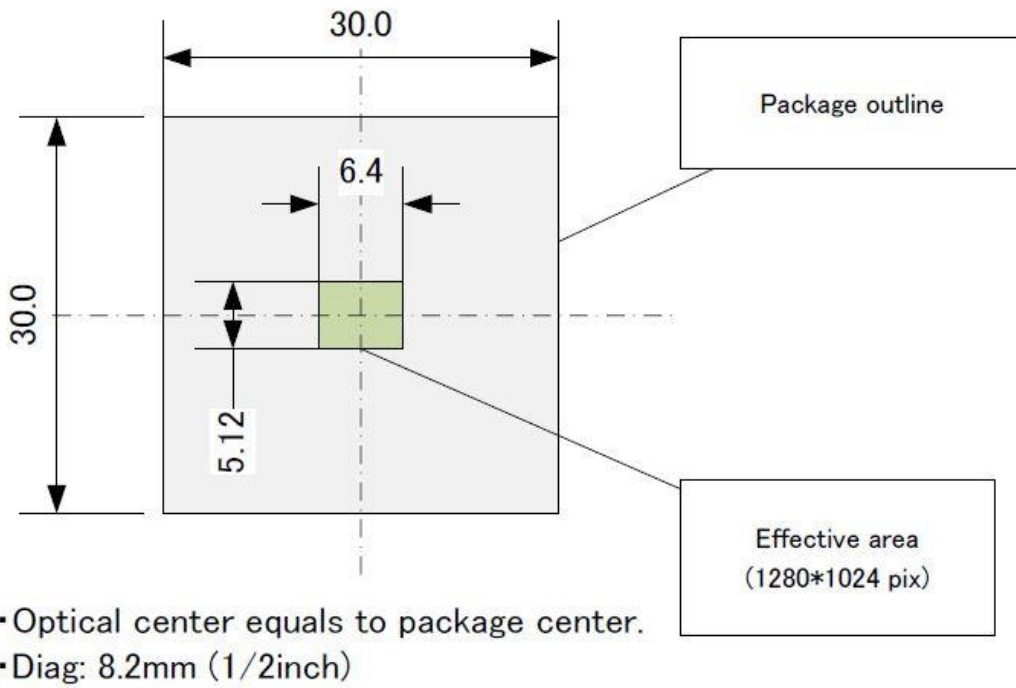 30.0
Package outline
6.4
30.0
5.12
Effective area
(1280*1024 pix)
・Optical center equals to package center.
・Diag: 8.2mm (1/2inch)